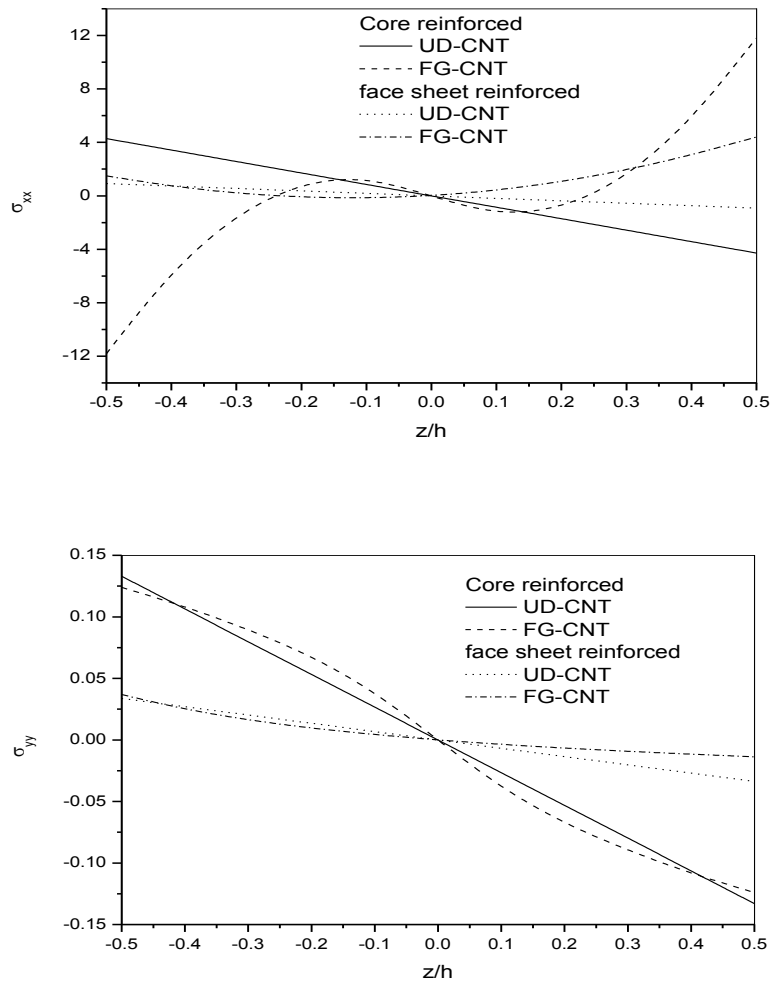 12
8
4
0
-4
-8
-12
σxx
Core reinforced
UD-CNT
FG-CNT
face sheet reinforced
UD-CNT
FG-CNT
-0.5 -0.4 -0.3 -0.2 -0.1 0.0 0.1 0.2 0.3 0.4 0.5
z/h
0.15
0.10
0.05
0.00
-0.05
-0.10
-0.15
σyy
Core reinforced
UD-CNT
FG-CNT
face sheet reinforced
UD-CNT
FG-CNT
-0.5 -0.4 -0.3 -0.2 -0.1 0.0 0.1 0.2 0.3 0.4 0.5
z/h